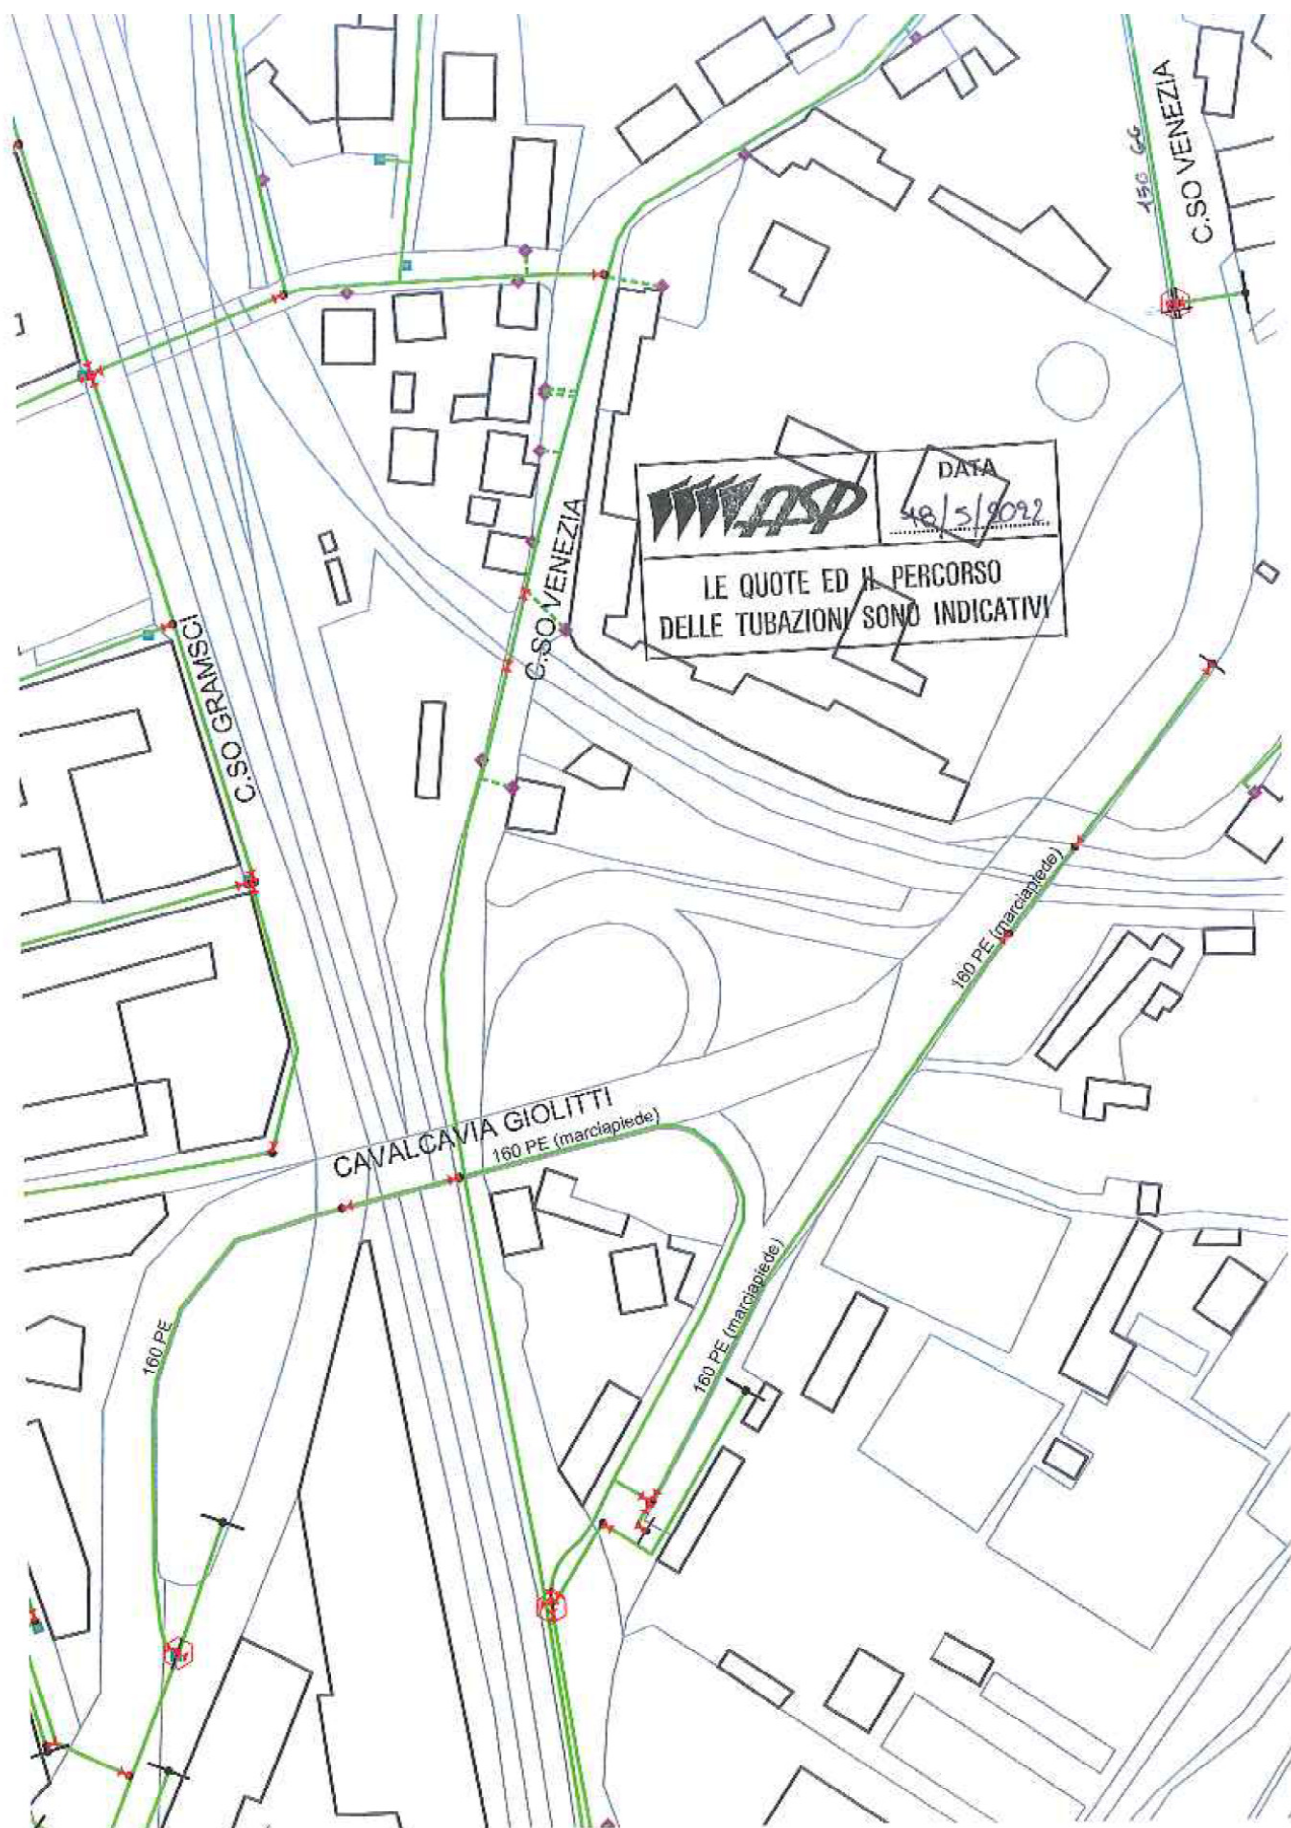 C.SO VENEZIA
150 GG
ASP
DATA
18/5/2022
LE QUOTE ED IL PERCORSO
DELLE TUBAZIONI SONO INDICATIVI
C.SO VENEZIA
C.SO GRAMSCI
160 PE (marciapiede)
CAVALCAVIA GIOLITTI
160 PE (marciapiede)
160 PE (marciapiede)
160 PE